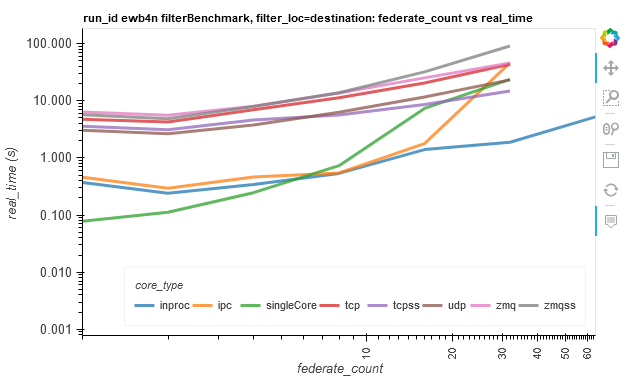 run_id ewb4n filterBenchmark, filter_loc=destination: federate_count vs real_time
100.000
10.000
1.000
0.100
0.010
0.001
real_time (s)
core_type
inproc ipc singleCore tcp tcpss udp zmq zmqss
10 20 30 40 50 60
federate_count